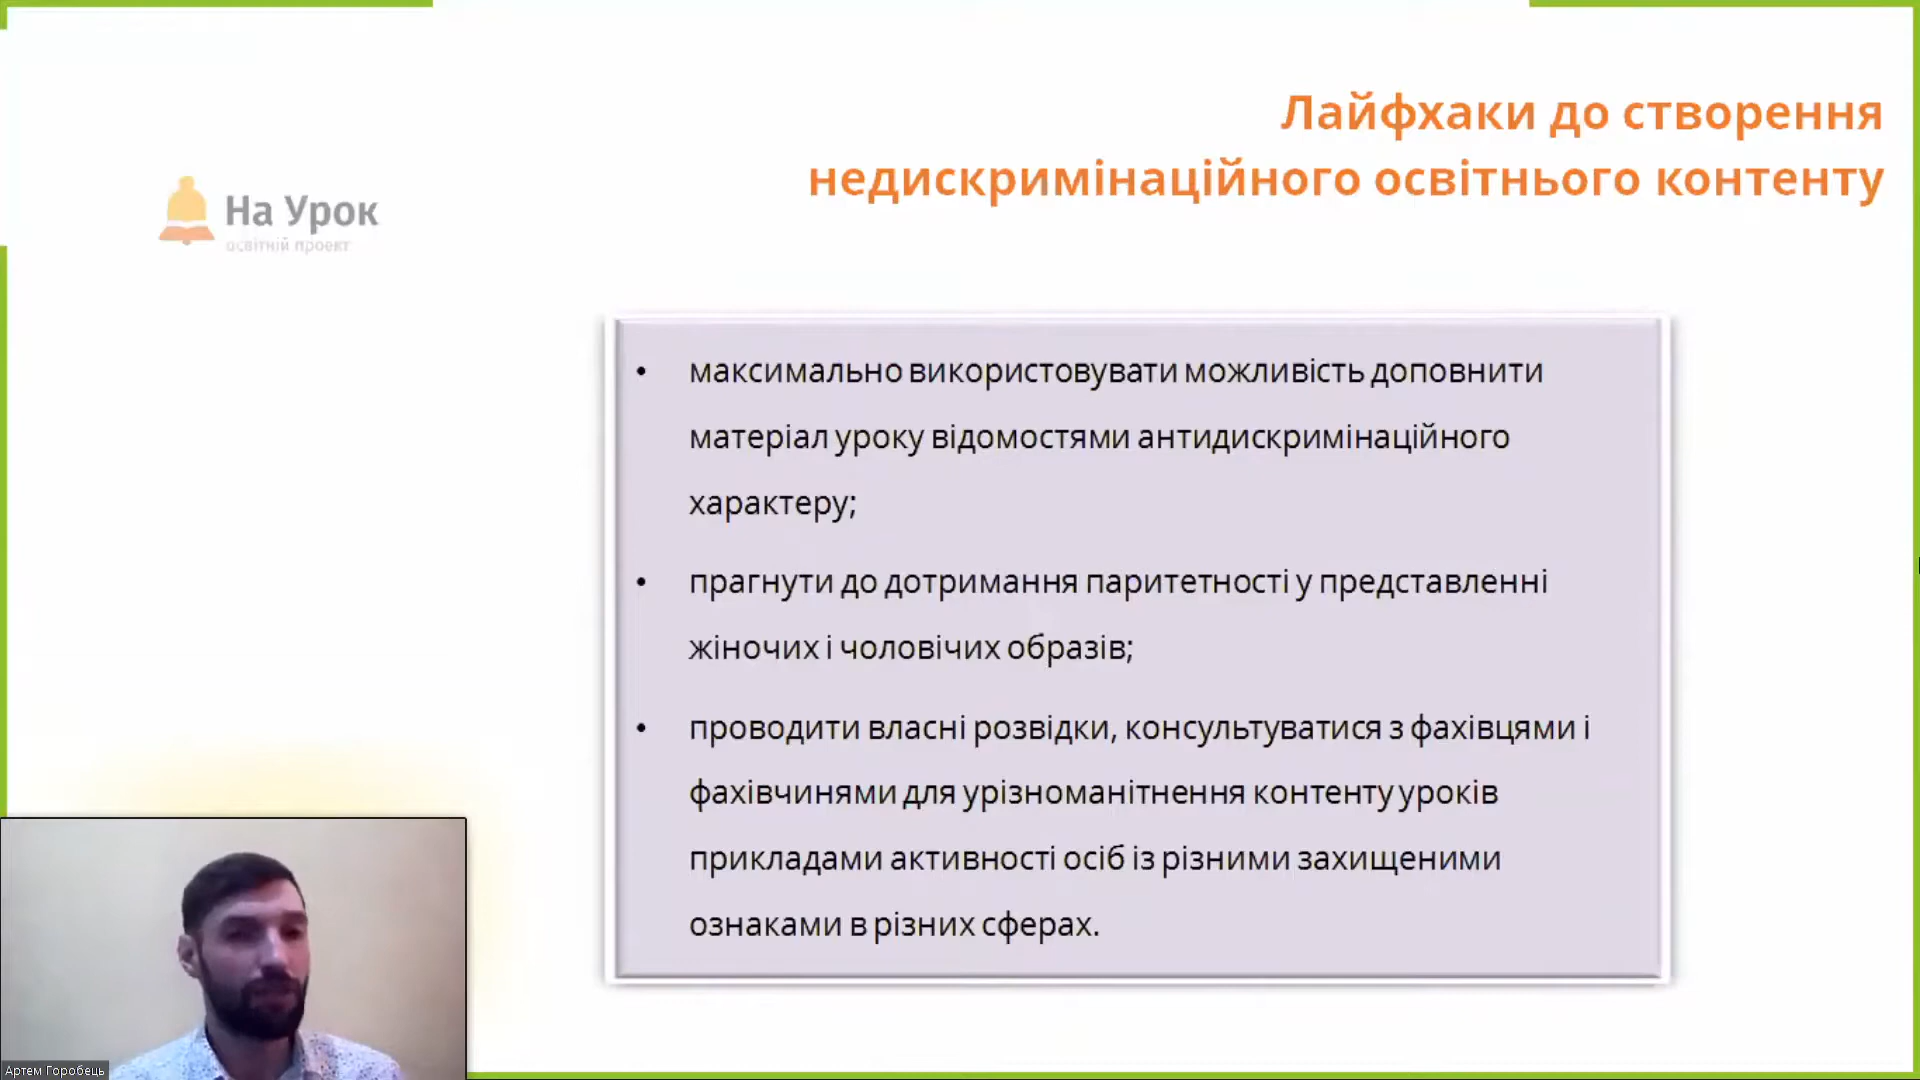 Лайфхаки до створення
недискримінаційного освітнього контенту
На Урок
освітній проект
• максимально використовувати можливість доповнити
матеріал уроку відомостями антидискримінаційного
характеру;
• прагнути до дотримання паритетності у представленні
жіночих і чоловічих образів;
• проводити власні розвідки, консультуватися з фахівцями і
фахівчинями для урізноманітнення контенту уроків
прикладами активності осіб із різними захищеними
ознаками в різних сферах.
Артем Горобець